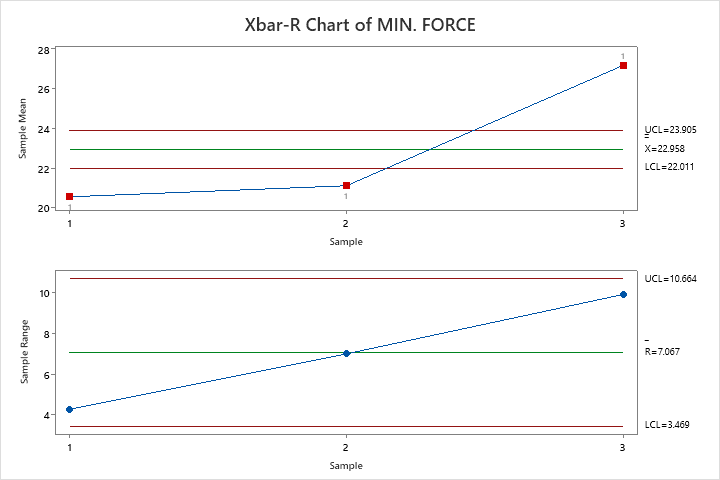 Xbar-R Chart of MIN. FORCE
Sample Mean
28
26
24
22
20
1
1
1
UCL=23.905
X=22.958
LCL=22.011
1
2
3
Sample
Sample Range
10
8
6
4
UCL=10.664
R=7.067
LCL=3.469
1
2
3
Sample